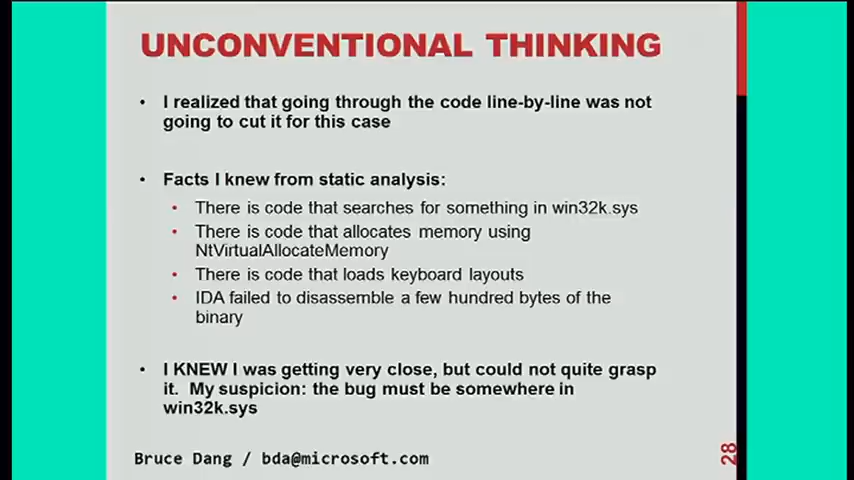 UNCONVENTIONAL THINKING
• I realized that going through the code line-by-line was not
going to cut it for this case
• Facts I knew from static analysis:
• There is code that searches for something in win32k.sys
• There is code that allocates memory using
NtVirtualAllocateMemory
• There is code that loads keyboard layouts
• IDA failed to disassemble a few hundred bytes of the
binary
• I KNEW I was getting very close, but could not quite grasp
it. My suspicion: the bug must be somewhere in
win32k.sys
Bruce Dang / bda@microsoft.com
28